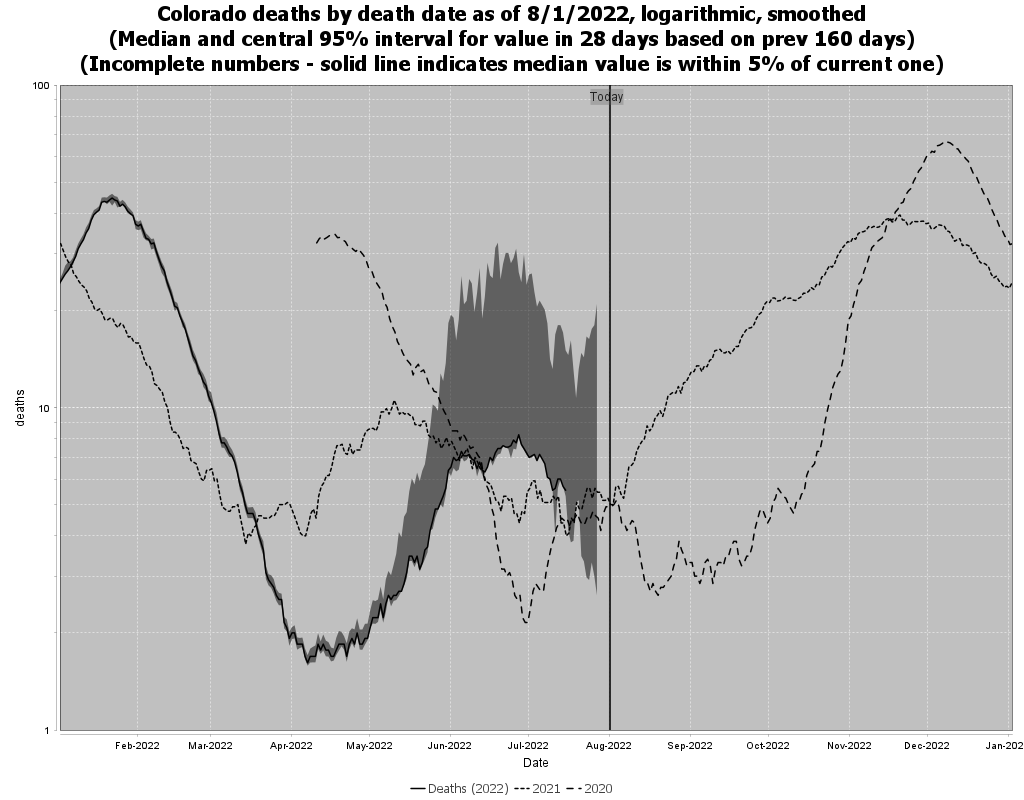 Colorado deaths by death date as of 8/1/2022, logarithmic, smoothed
(Median and central 95% interval for value in 28 days based on prev 160 days)
(Incomplete numbers - solid line indicates median value is within 5% of current one)
100
Today
deaths
10
1
Feb-2022 Mar-2022 Apr-2022 May-2022 Jun-2022 Jul-2022 Aug-2022 Sep-2022 Oct-2022 Nov-2022 Dec-2022 Jan-202
Date
Deaths (2022) 2021 2020